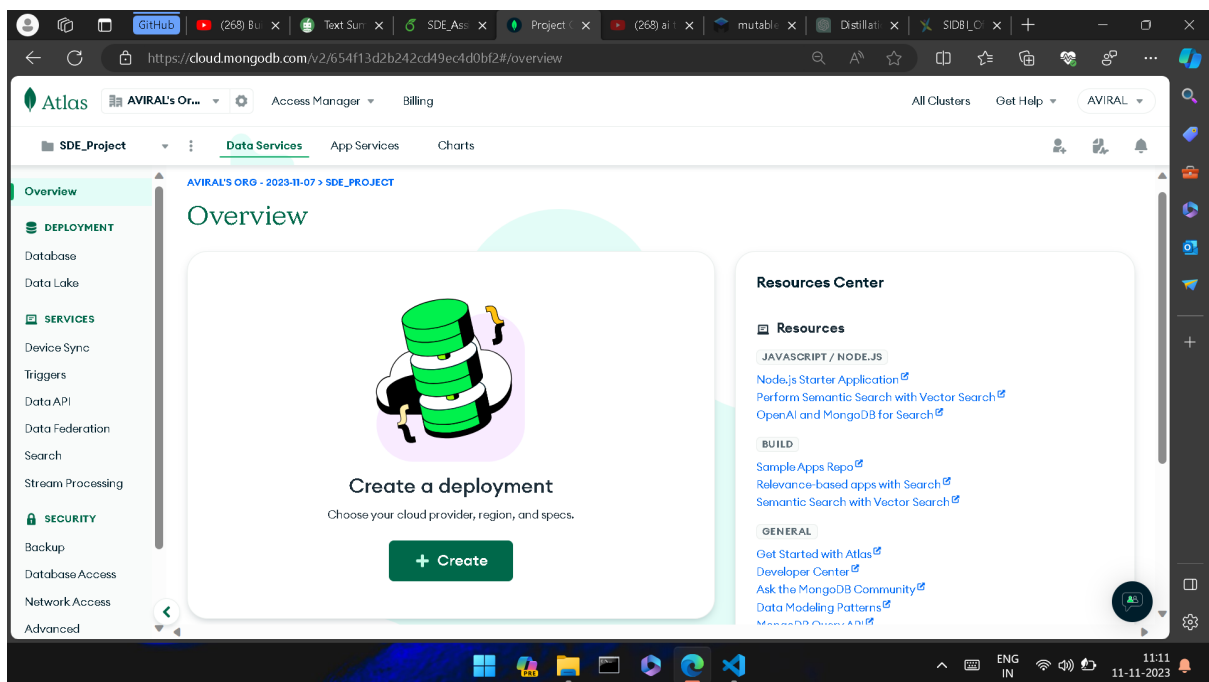 GitHub
(268) Bu
Text Sum
SDE_Ass
Project
(268) ai t
mutable
Distillati
SIDBI_O
https://cloud.mongodb.com/v2/654f13d2b242cd49ec4d0bf2#/overview
Atlas
AVIRAL's Or...
Access Manager
Billing
All Clusters
Get Help
AVIRAL
SDE_Project
Data Services
App Services
Charts
Overview
DEPLOYMENT
Database
Data Lake
SERVICES
Device Sync
Triggers
Data API
Data Federation
Search
Stream Processing
SECURITY
Backup
Database Access
Network Access
Advanced
AVIRAL'S ORG - 2023-11-07 > SDE_PROJECT
Overview
Create a deployment
Choose your cloud provider, region, and specs.
+ Create
Resources Center
Resources
JAVASCRIPT / NODE.JS
Node.js Starter Application
Perform Semantic Search with Vector Search
OpenAI and MongoDB for Search
BUILD
Sample Apps Repo
Relevance-based apps with Search
Semantic Search with Vector Search
GENERAL
Get Started with Atlas
Developer Center
Ask the MongoDB Community
Data Modeling Patterns
MongoDB Query API
PRE
ENG
IN
11:11
11-11-2023